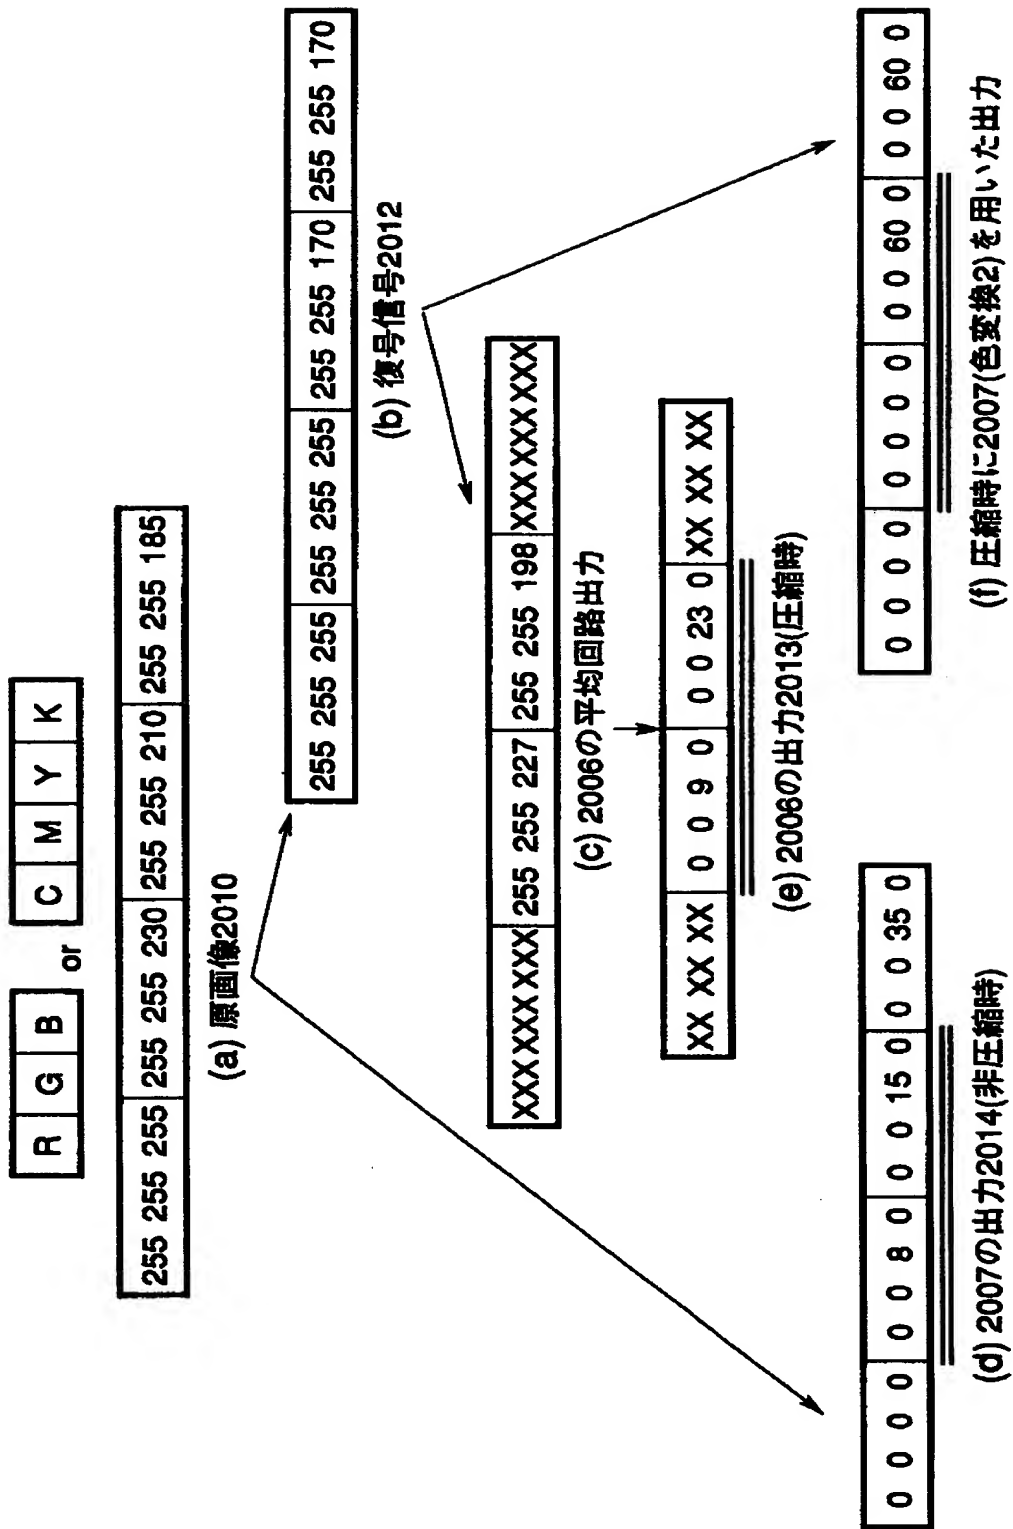 R G B or C M Y K
255 255 255 255 255 230 255 255 210 255 255 185
(a) 原画像2010
255 255 255 255 255 255 255 255 170 255 255 170
(b) 復号信号2012
XXX XXX XXX 255 255 227 255 255 198 XXX XXX XXX
(c) 2006の平均回路出力
XX XX XX XX 0 0 9 0 0 0 23 0 XX XX XX XX
(e) 2006の出力2013(圧縮時)
0 0 0 0 0 0 8 0 0 0 15 0 0 0 35 0
(d) 2007の出力2014(非圧縮時)
0 0 0 0 0 0 0 0 0 0 60 0 0 0 60 0
(f) 圧縮時に2007(色変換2)を用いた出力